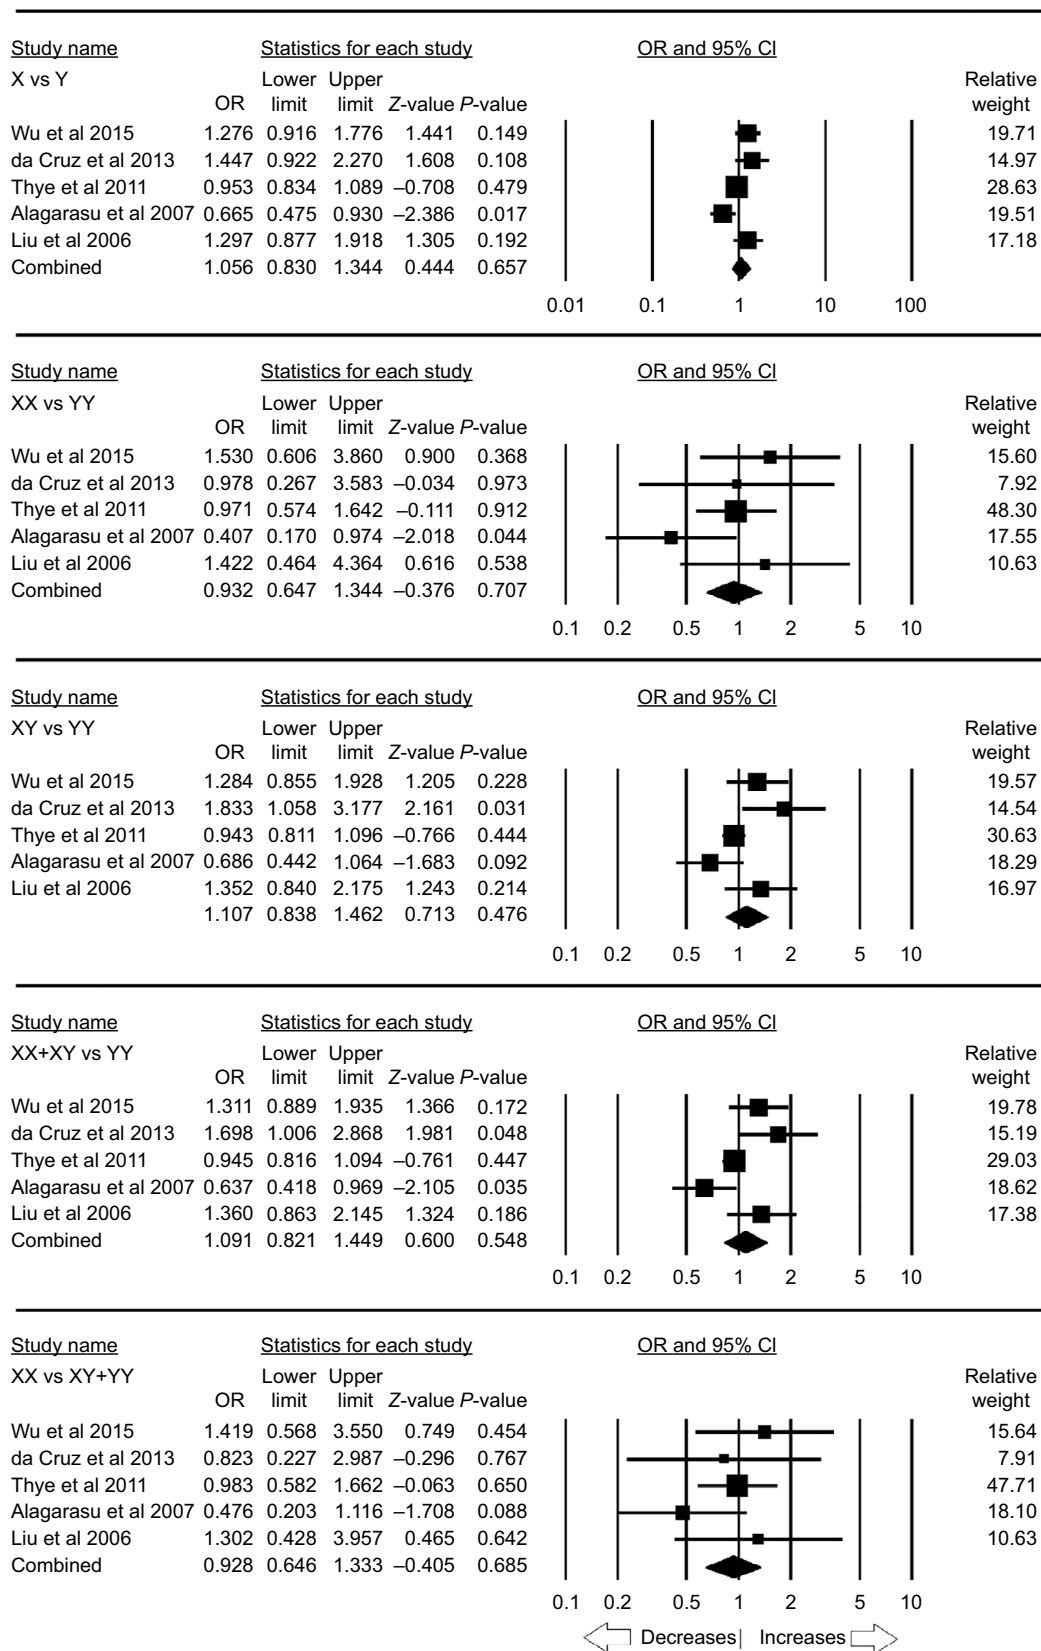 Study name Statistics for each study OR and 95% CI
X vs Y Lower Upper Relative
OR limit limit Z-value P-value weight
Wu et al 2015 1.276 0.916 1.776 1.441 0.149 19.71
da Cruz et al 2013 1.447 0.922 2.270 1.608 0.108 14.97
Thye et al 2011 0.953 0.834 1.089 –0.708 0.479 28.63
Alagarasu et al 2007 0.665 0.475 0.930 –2.386 0.017 19.51
Liu et al 2006 1.297 0.877 1.918 1.305 0.192 17.18
Combined 1.056 0.830 1.344 0.444 0.657
0.01 0.1 1 10 100
Study name Statistics for each study OR and 95% CI
XX vs YY Lower Upper Relative
OR limit limit Z-value P-value weight
Wu et al 2015 1.530 0.606 3.860 0.900 0.368 15.60
da Cruz et al 2013 0.978 0.267 3.583 –0.034 0.973 7.92
Thye et al 2011 0.971 0.574 1.642 –0.111 0.912 48.30
Alagarasu et al 2007 0.407 0.170 0.974 –2.018 0.044 17.55
Liu et al 2006 1.422 0.464 4.364 0.616 0.538 10.63
Combined 0.932 0.647 1.344 –0.376 0.707
0.1 0.2 0.5 1 2 5 10
Study name Statistics for each study OR and 95% CI
XY vs YY Lower Upper Relative
OR limit limit Z-value P-value weight
Wu et al 2015 1.284 0.855 1.928 1.205 0.228 19.57
da Cruz et al 2013 1.833 1.058 3.177 2.161 0.031 14.54
Thye et al 2011 0.943 0.811 1.096 –0.766 0.444 30.63
Alagarasu et al 2007 0.686 0.442 1.064 –1.683 0.092 18.29
Liu et al 2006 1.352 0.840 2.175 1.243 0.214 16.97
1.107 0.838 1.462 0.713 0.476
0.1 0.2 0.5 1 2 5 10
Study name Statistics for each study OR and 95% CI
XX+XY vs YY Lower Upper Relative
OR limit limit Z-value P-value weight
Wu et al 2015 1.311 0.889 1.935 1.366 0.172 19.78
da Cruz et al 2013 1.698 1.006 2.868 1.981 0.048 15.19
Thye et al 2011 0.945 0.816 1.094 –0.761 0.447 29.03
Alagarasu et al 2007 0.637 0.418 0.969 –2.105 0.035 18.62
Liu et al 2006 1.360 0.863 2.145 1.324 0.186 17.38
Combined 1.091 0.821 1.449 0.600 0.548
0.1 0.2 0.5 1 2 5 10
Study name Statistics for each study OR and 95% CI
XX vs XY+YY Lower Upper Relative
OR limit limit Z-value P-value weight
Wu et al 2015 1.419 0.568 3.550 0.749 0.454 15.64
da Cruz et al 2013 0.823 0.227 2.987 –0.296 0.767 7.91
Thye et al 2011 0.983 0.582 1.662 –0.063 0.650 47.71
Alagarasu et al 2007 0.476 0.203 1.116 –1.708 0.088 18.10
Liu et al 2006 1.302 0.428 3.957 0.465 0.642 10.63
Combined 0.928 0.646 1.333 –0.405 0.685
0.1 0.2 0.5 1 2 5 10
Decreases Increases